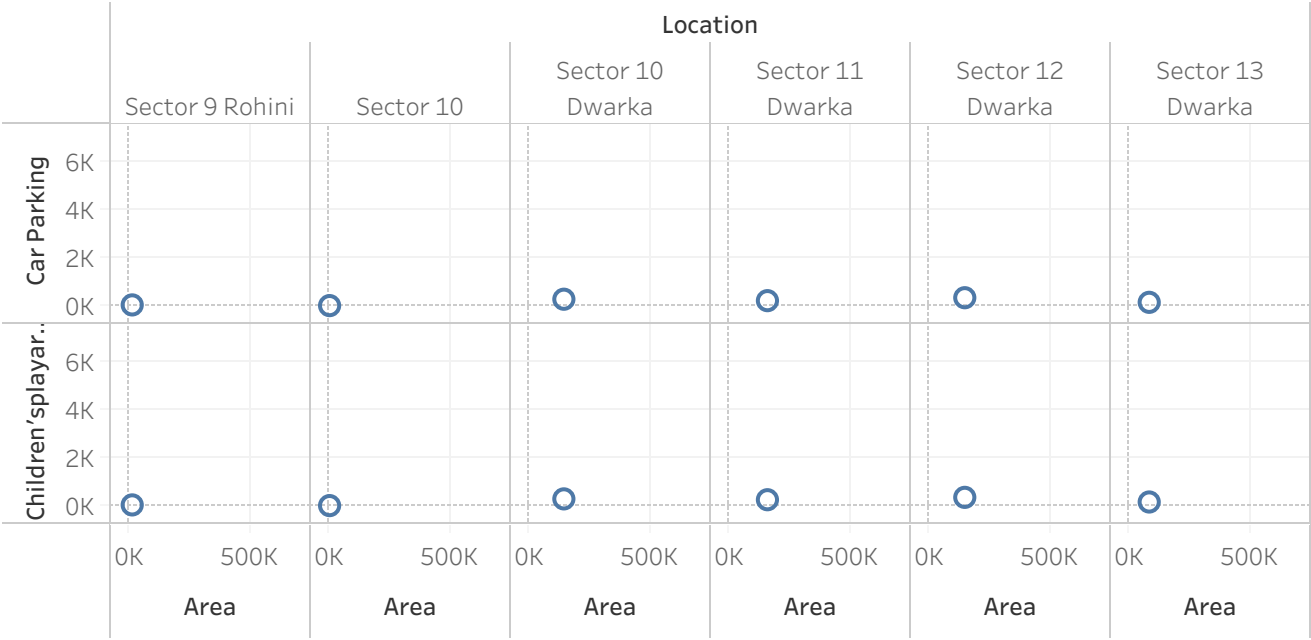 Location
Sector 9 Rohini
Sector 10
Sector 10
Dwarka
Sector 11
Dwarka
Sector 12
Dwarka
Sector 13
Dwarka
Car Parking
6K
4K
2K
0K
Children'splayar..
6K
4K
2K
0K
0K 500K 0K 500K 0K 500K 0K 500K 0K 500K 0K 500K
Area Area Area Area Area Area